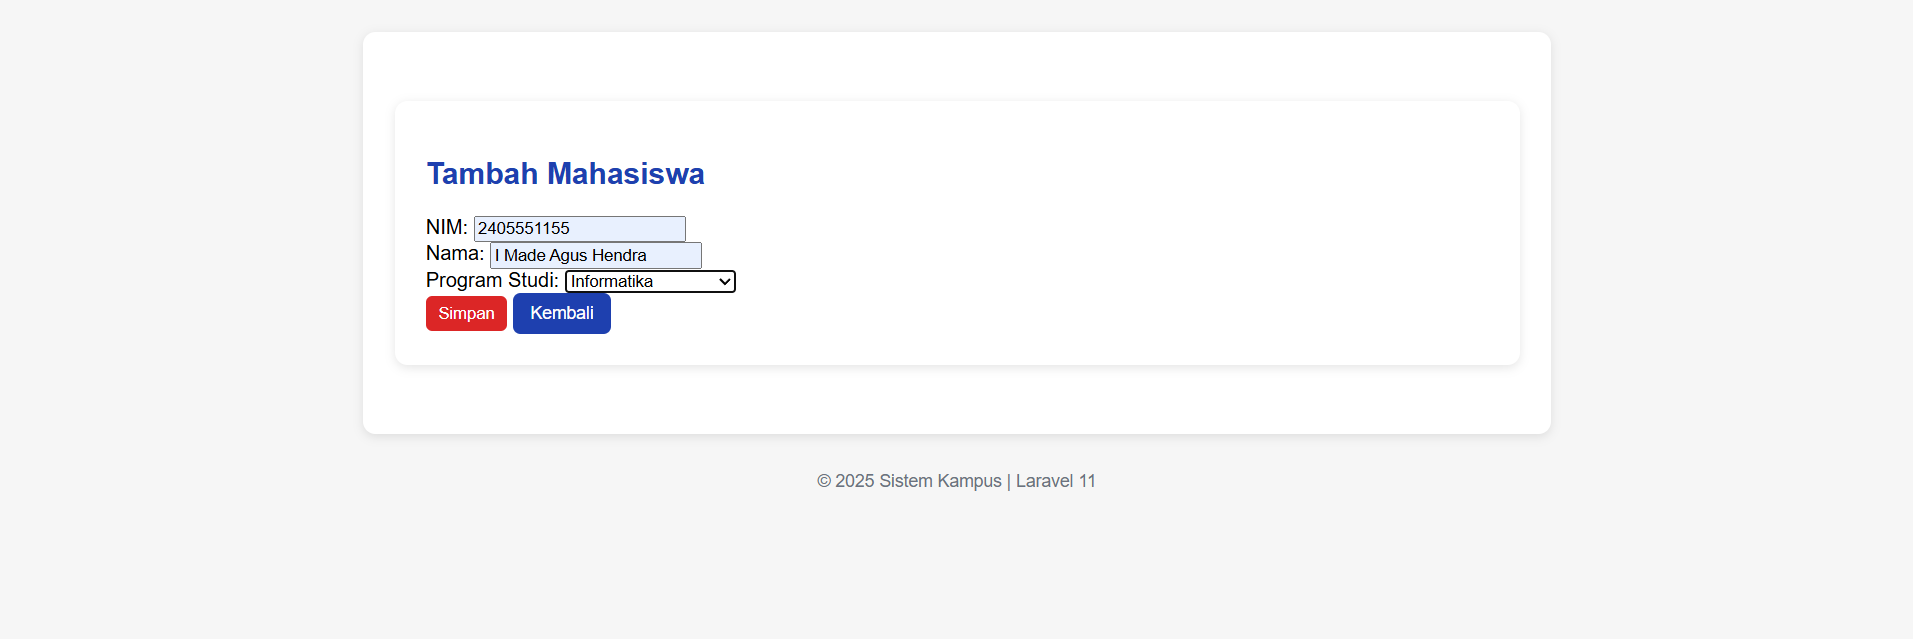 Tambah Mahasiswa
NIM: 2405551155
Nama: I Made Agus Hendra
Program Studi: Informatika
Simpan Kembali
© 2025 Sistem Kampus | Laravel 11